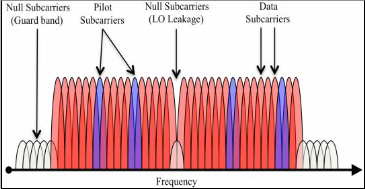 Null Subcarriers
(Guard band)
Pilot
Subcarriers
Null Subcarriers
(LO Leakage)
Data
Subcarriers
Frequency